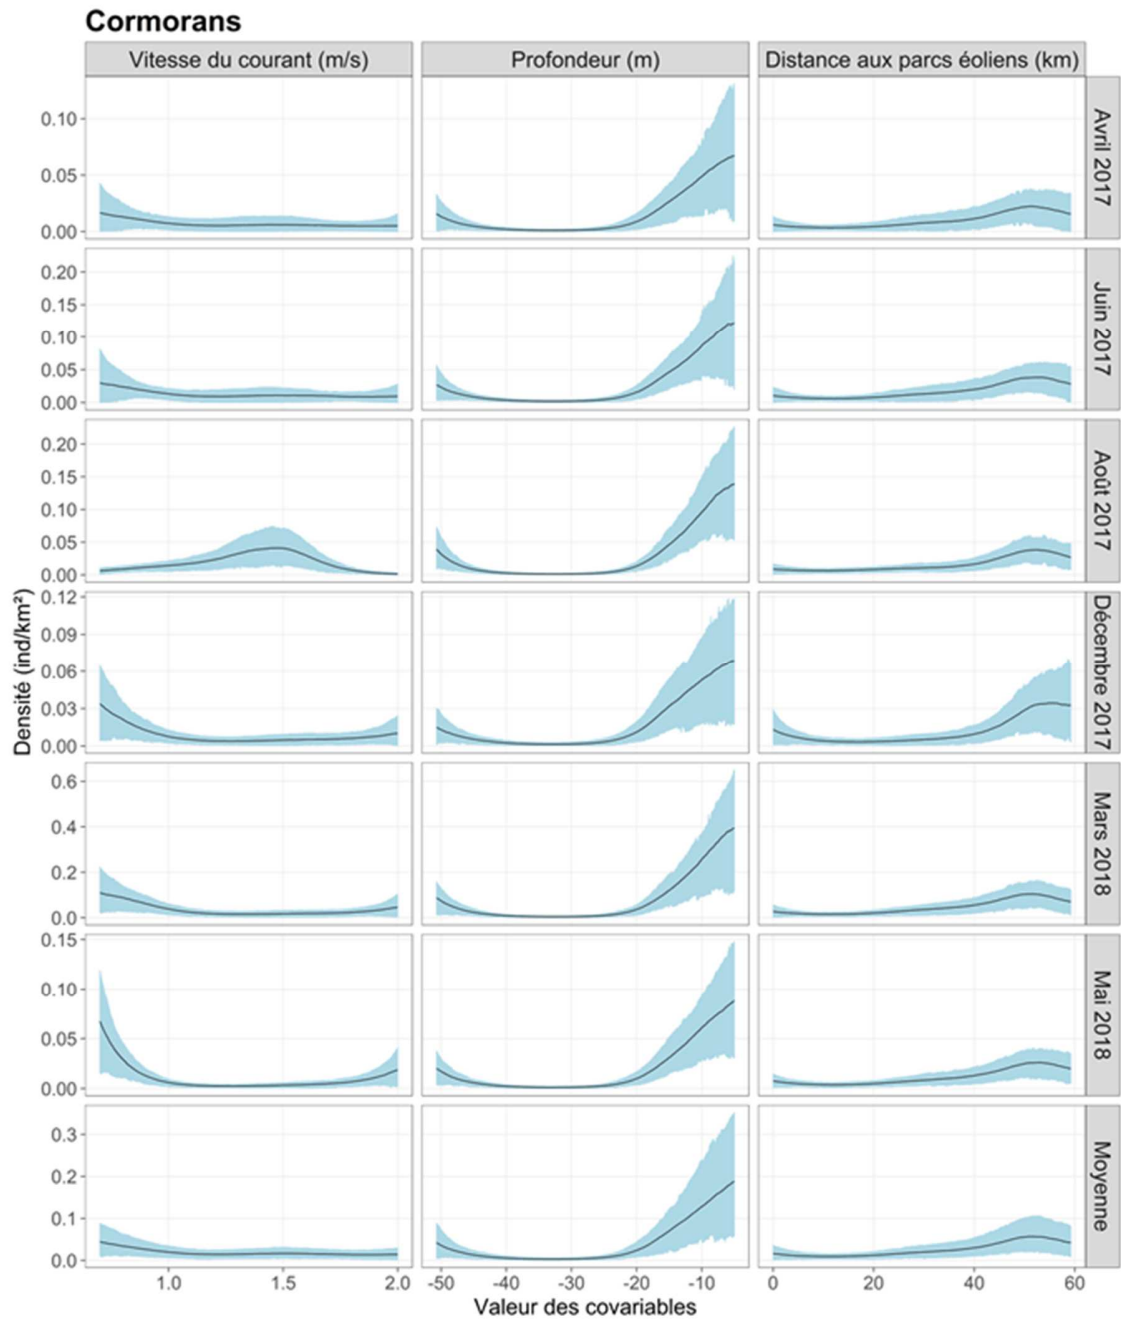 Cormorans
Vitesse du courant (m/s)
Profondeur (m)
Distance aux parcs éoliens (km)
0.10
0.05
0.00
Avril 2017
0.20
0.15
0.10
0.05
0.00
Juin 2017
0.20
0.15
0.10
0.05
0.00
Août 2017
0.12
0.09
0.06
0.03
0.00
Décembre 2017
0.6
0.4
0.2
0.0
Mars 2018
0.15
0.10
0.05
0.00
Mai 2018
0.3
0.2
0.1
0.0
Moyenne
Densité (ind/km²)
1.0 1.5 2.0
-50 -40 -30 -20 -10
0 20 40 60
Valeur des covariables